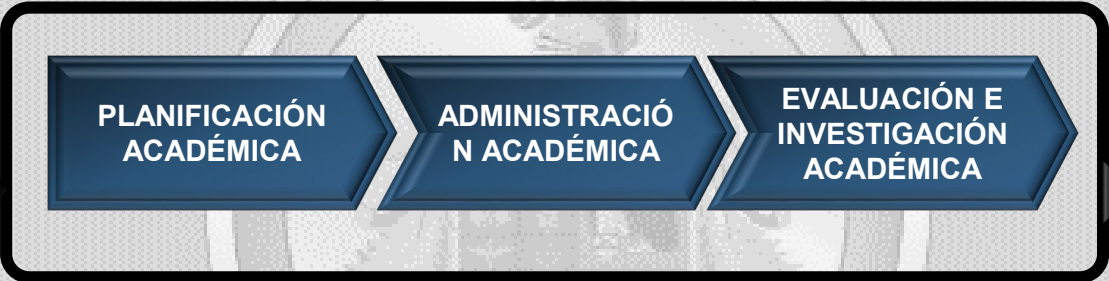 PLANIFICACIÓN
ACADÉMICA
ADMINISTRACIÓ
N ACADÉMICA
EVALUACIÓN E
INVESTIGACIÓN
ACADÉMICA